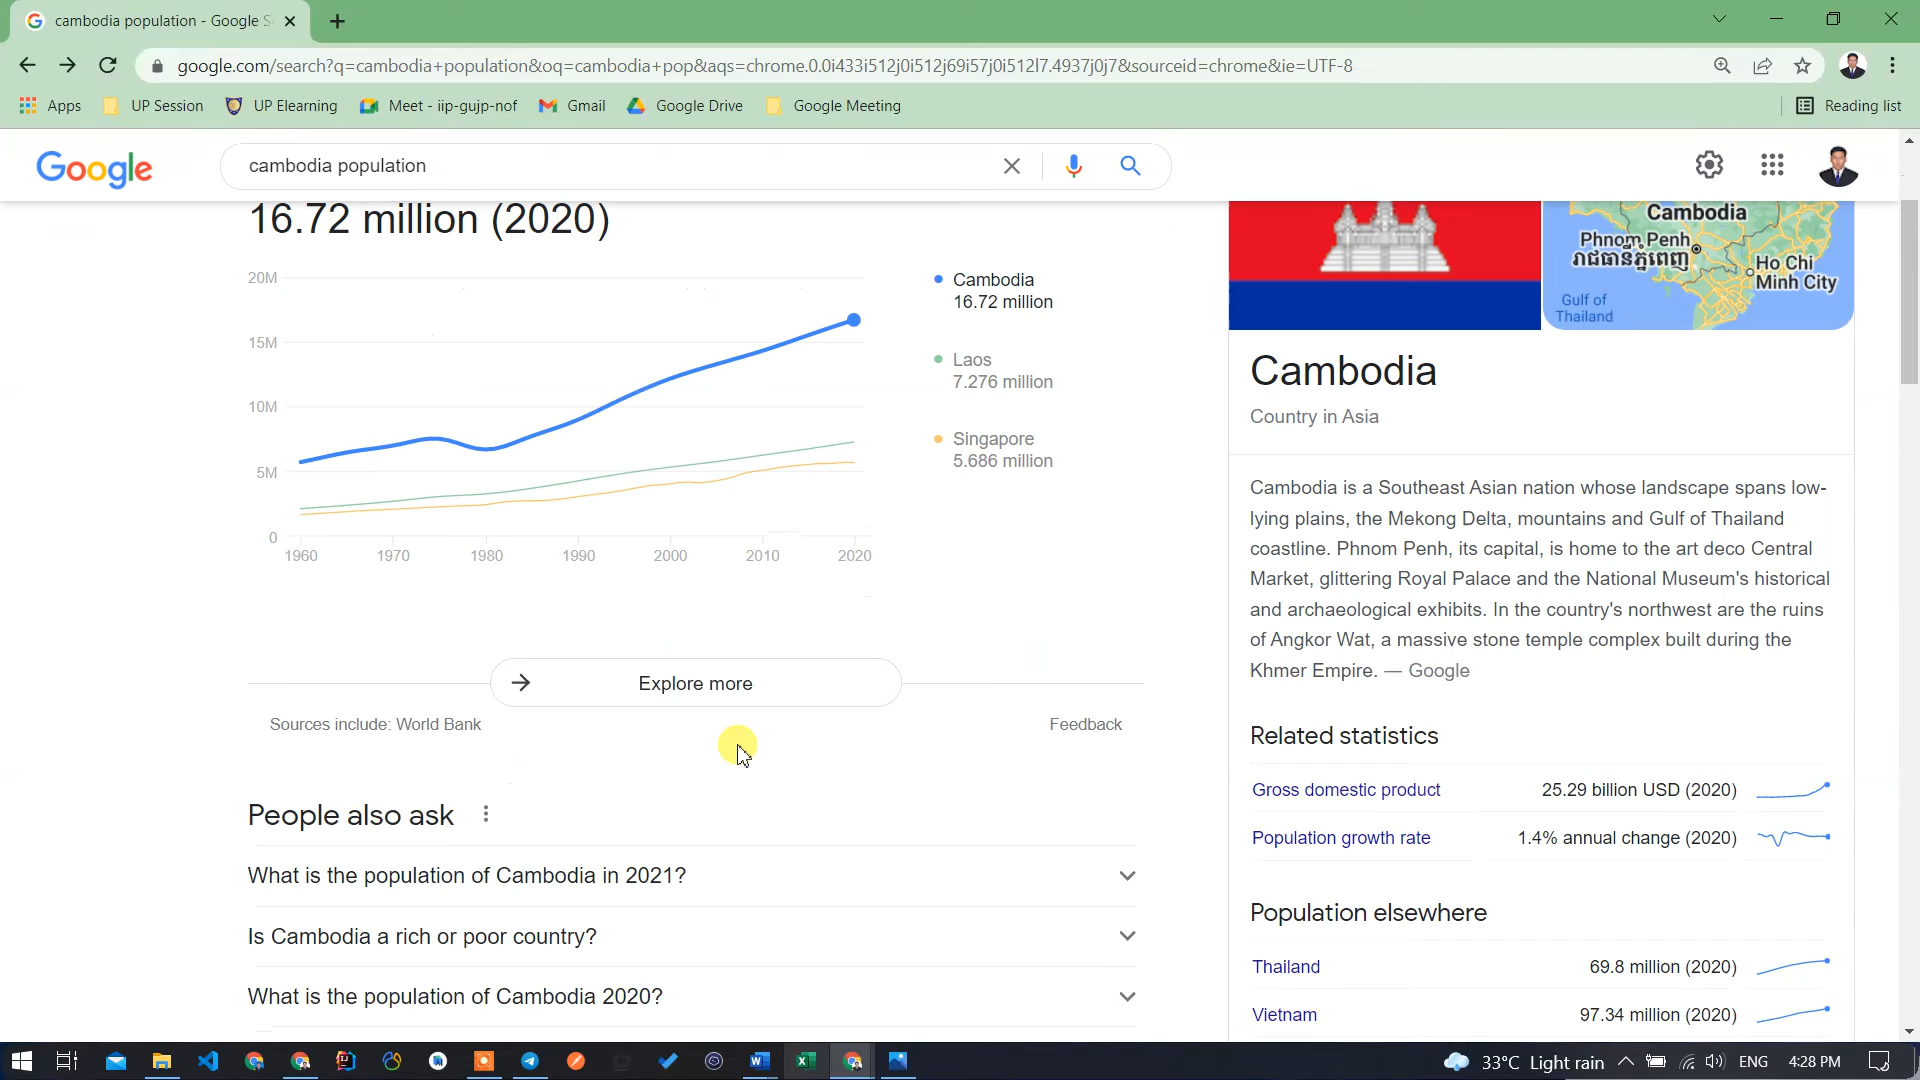 cambodia population - Google S
google.com/search?q=cambodia+population&oq=cambodia+pop&aqs=chrome.0.0i433i512j0i512j69i57j0i512l7.4937j0j7&sourceid=chrome&ie=UTF-8
Apps UP Session UP Elearning Meet - iip-gujp-nof Gmail Google Drive Google Meeting Reading list
Google cambodia population
16.72 million (2020)
20M
15M
10M
5M
0
1960 1970 1980 1990 2000 2010 2020
Cambodia
16.72 million
Laos
7.276 million
Singapore
5.686 million
Explore more
Sources include: World Bank Feedback
People also ask
What is the population of Cambodia in 2021?
Is Cambodia a rich or poor country?
What is the population of Cambodia 2020?
Cambodia
Phnom Penh
រាជធានីភ្នំពេញ
Ho Chi
Minh City
Gulf of
Thailand
Cambodia
Country in Asia
Cambodia is a Southeast Asian nation whose landscape spans low-
lying plains, the Mekong Delta, mountains and Gulf of Thailand
coastline. Phnom Penh, its capital, is home to the art deco Central
Market, glittering Royal Palace and the National Museum's historical
and archaeological exhibits. In the country's northwest are the ruins
of Angkor Wat, a massive stone temple complex built during the
Khmer Empire. — Google
Related statistics
Gross domestic product 25.29 billion USD (2020)
Population growth rate 1.4% annual change (2020)
Population elsewhere
Thailand 69.8 million (2020)
Vietnam 97.34 million (2020)
33°C Light rain ENG 4:28 PM